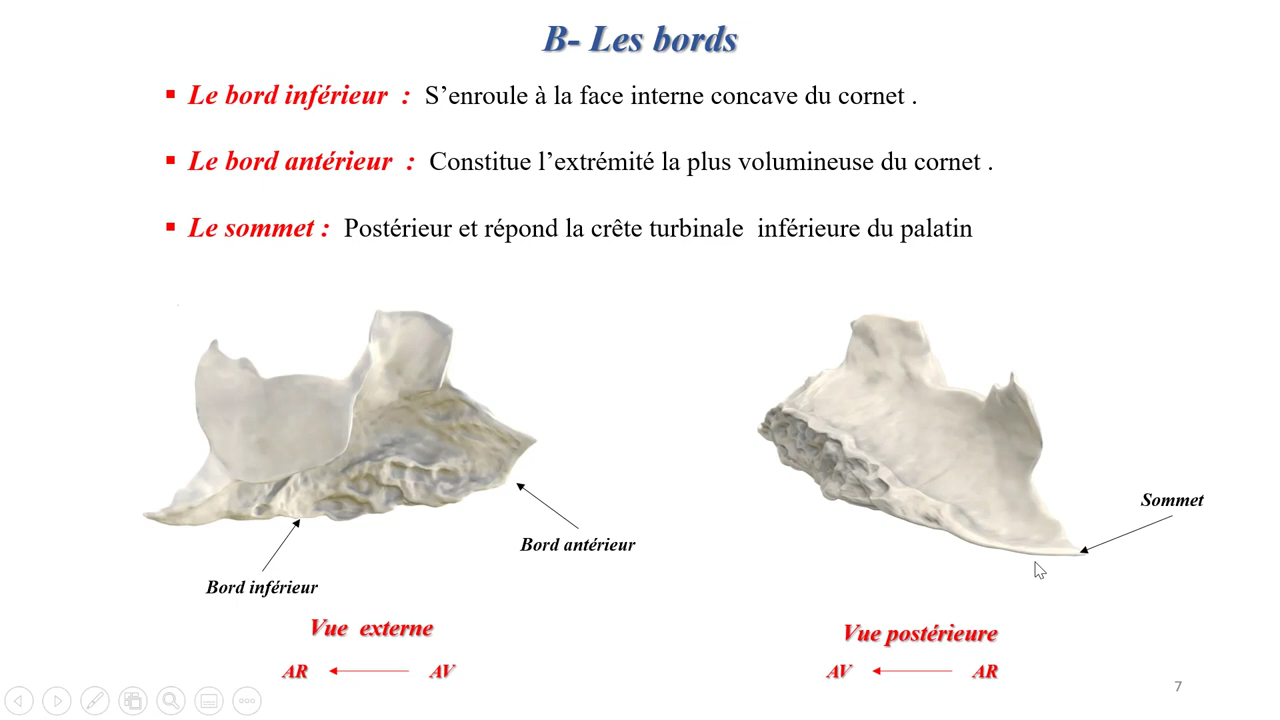 B- Les bords
▪ Le bord inférieur : S’enroule à la face interne concave du cornet .
▪ Le bord antérieur : Constitue l’extrémité la plus volumineuse du cornet .
▪ Le sommet : Postérieur et répond la crête turbinale inférieure du palatin
Sommet
Bord antérieur
Bord inférieur
Vue externe
Vue postérieure
AR AV
AV AR
7